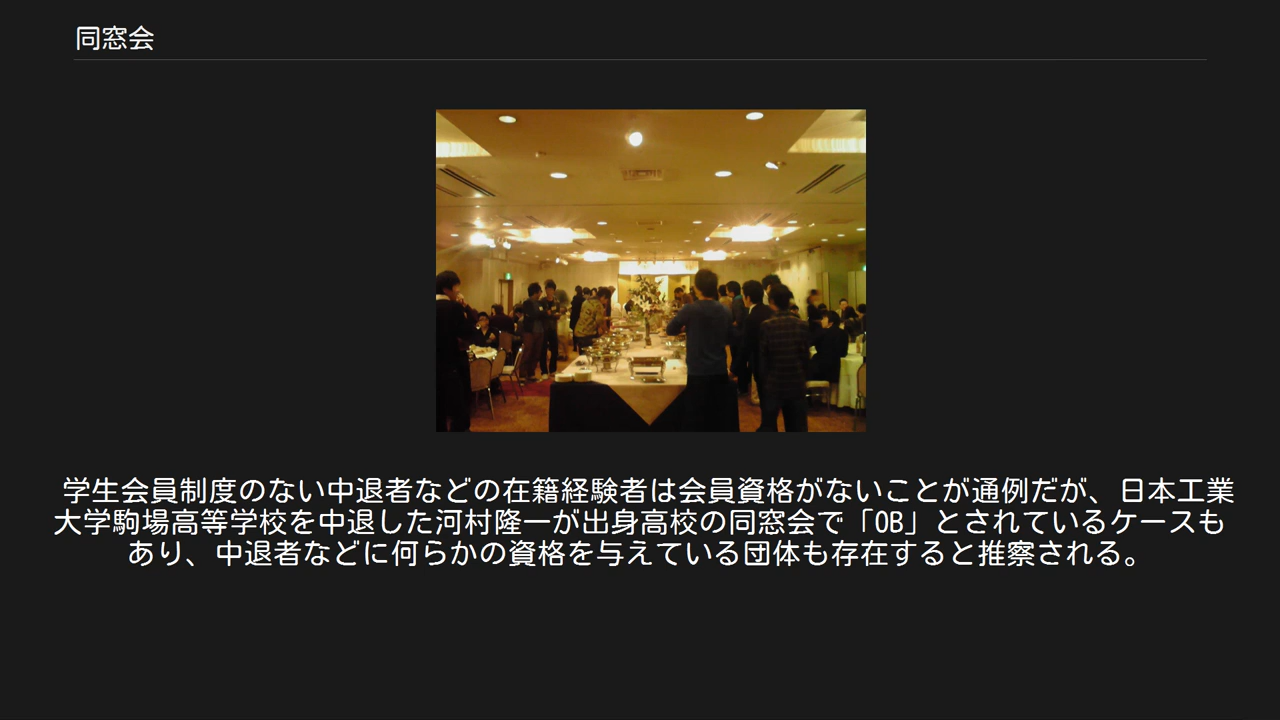 同窓会
学生会員制度のない中退者などの在籍経験者は会員資格がないことが通例だが、日本工業
大学駒場高等学校を中退した河村隆一が出身高校の同窓会で「OB」とされているケースも
あり、中退者などに何らかの資格を与えている団体も存在すると推察される。